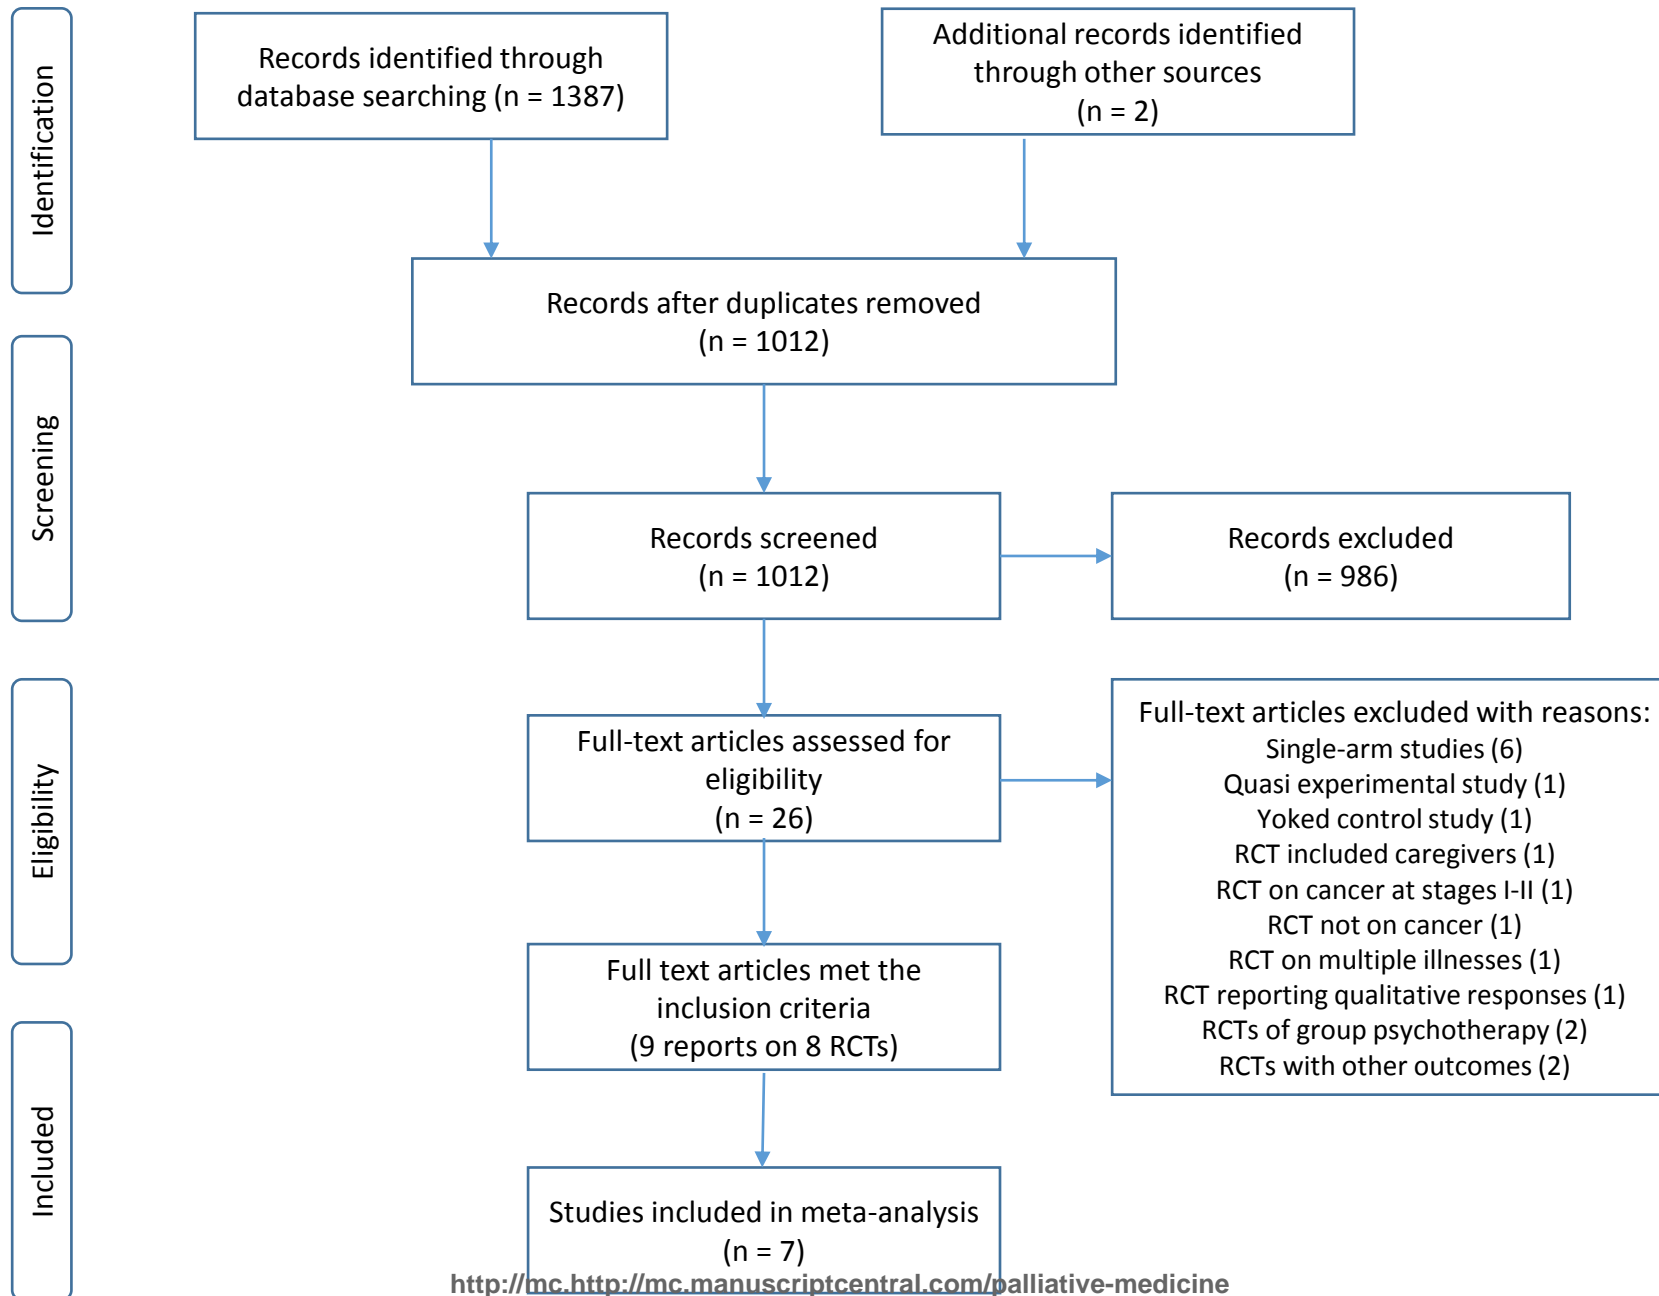 Identification
Records identified through
database searching (n = 1387)
Additional records identified
through other sources
(n = 2)
Records after duplicates removed
(n = 1012)
Screening
Records screened
(n = 1012)
Records excluded
(n = 986)
Eligibility
Full-text articles assessed for
eligibility
(n = 26)
Full-text articles excluded with reasons:
Single-arm studies (6)
Quasi experimental study (1)
Yoked control study (1)
RCT included caregivers (1)
RCT on cancer at stages I-II (1)
RCT not on cancer (1)
RCT on multiple illnesses (1)
RCT reporting qualitative responses (1)
RCTs of group psychotherapy (2)
RCTs with other outcomes (2)
Full text articles met the
inclusion criteria
(9 reports on 8 RCTs)
Included
Studies included in meta-analysis
(n = 7)
http://mc.http://mc.manuscriptcentral.com/palliative-medicine